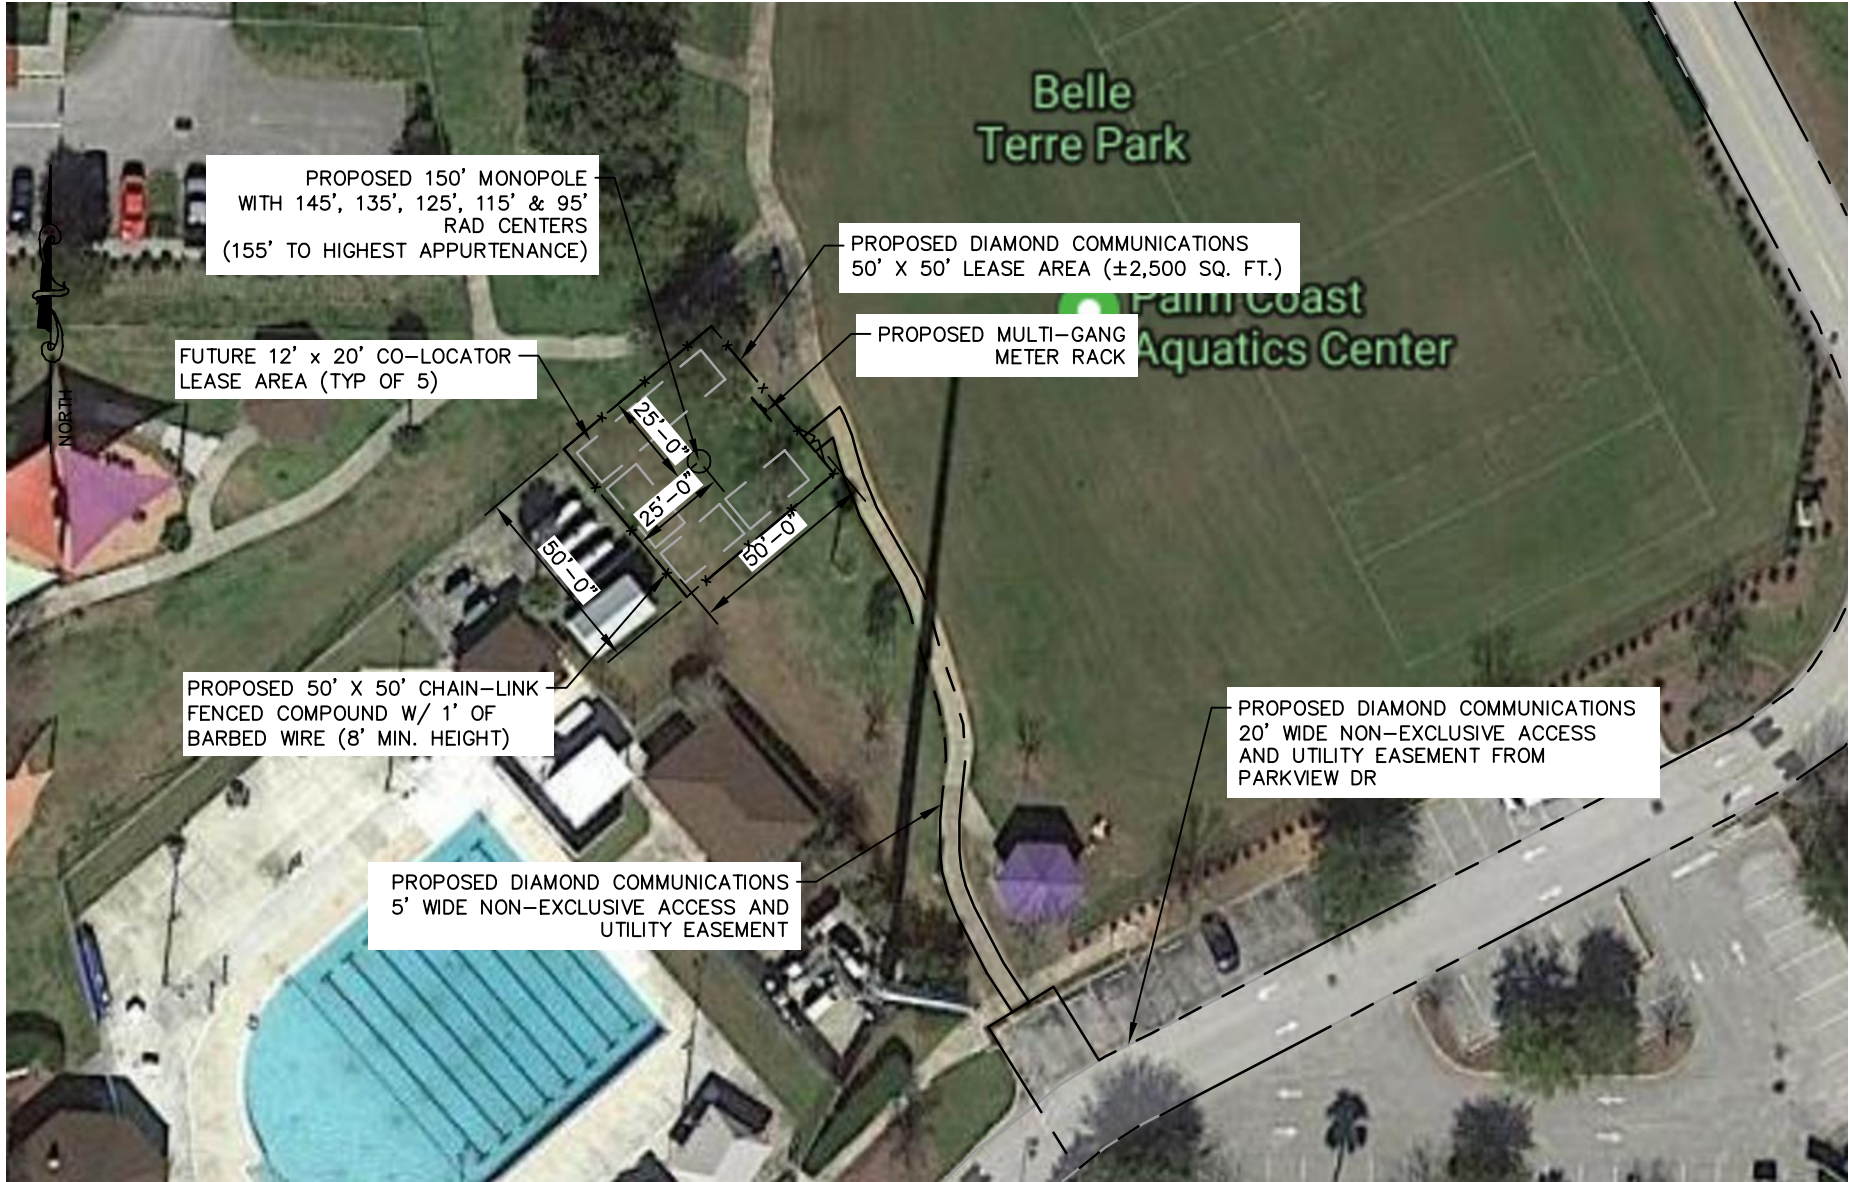 Belle
Terre Park
PROPOSED 150' MONOPOLE
WITH 145', 135', 125', 115' & 95'
RAD CENTERS
(155' TO HIGHEST APPURTENANCE)
PROPOSED DIAMOND COMMUNICATIONS
50' X 50' LEASE AREA (±2,500 SQ. FT.)
Palm Coast
Aquatics Center
PROPOSED MULTI-GANG
METER RACK
FUTURE 12' x 20' CO-LOCATOR
LEASE AREA (TYP OF 5)
NORTH
25'-0"
25'-0"
50'-0"
50'-0"
PROPOSED 50' X 50' CHAIN-LINK
FENCED COMPOUND W/ 1' OF
BARBED WIRE (8' MIN. HEIGHT)
PROPOSED DIAMOND COMMUNICATIONS
20' WIDE NON-EXCLUSIVE ACCESS
AND UTILITY EASEMENT FROM
PARKVIEW DR
PROPOSED DIAMOND COMMUNICATIONS
5' WIDE NON-EXCLUSIVE ACCESS AND
UTILITY EASEMENT